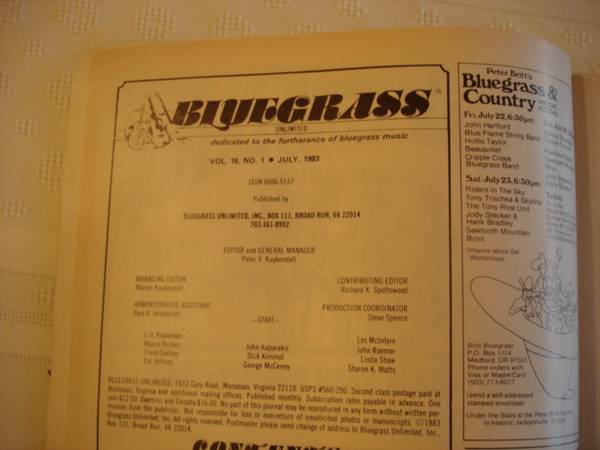 BLUEGRASS
UNLIMITED
dedicated to the furtherance of bluegrass music
VOL. 18, NO. 1 ● JULY, 1983
ISSN 0006-5137
Published by
BLUEGRASS UNLIMITED, INC., BOX 111, BROAD RUN, VA 22014
703-361-8992
EDITOR and GENERAL MANAGER
Peter V. Kuykendall
MANAGING EDITOR
Marion Kuykendall
CONTRIBUTING EDITOR
Richard K. Spottswood
ADMINISTRATIVE ASSISTANT
Gary A. Henderson
PRODUCTION COORDINATOR
Steve Spence
—STAFF—
Frank Godbey
Pat Jeffries
John Kaparakis
Dick Kimmel
George McCeney
Les McIntyre
John Roemer
Linda Shaw
Sharon K. Watts
BLUEGRASS UNLIMITED, 7533 Gary Road, Manassas, Virginia 22110. USPS #560-290. Second class postage paid at
Manassas, Virginia and additional mailing offices. Published monthly. Subscription rates payable in advance. One
year-$12.00. Overseas and Canada $16.00. No part of this journal may be reproduced in any form without written per-
mission from the publisher. Not responsible for loss or non-return of unsolicited photos or manuscripts. ©1983
Bluegrass Unlimited, Inc. All rights reserved. Postmaster please send change of address to Bluegrass Unlimited, Inc.,
Box 111, Broad Run, VA. 22014
CONTENTS
Peter Britt's
Bluegrass &
Country
Fri. July 22, 6:30pm
John Hartford
Blue Flame String Band
Hollis Taylor
Beausoliel
Cripple Creek
Bluegrass Band
Sat. July 23, 6:30pm
Riders In The Sky
Tony Trischka & Skyline
The Tony Rice Unit
Jody Stecker &
Hank Bradley
Sawtooth Mountain
Boys
(inquire about Sat
Workshops)
Britt Bluegrass
P.O. Box 1124
Medford, OR 97501
Phone orders with
Visa or MasterCard
(503) 773-6077
(send a self-addressed
stamped envelope)
Under the Stars at the Peter Britt
in historic Jacksonville, Oregon